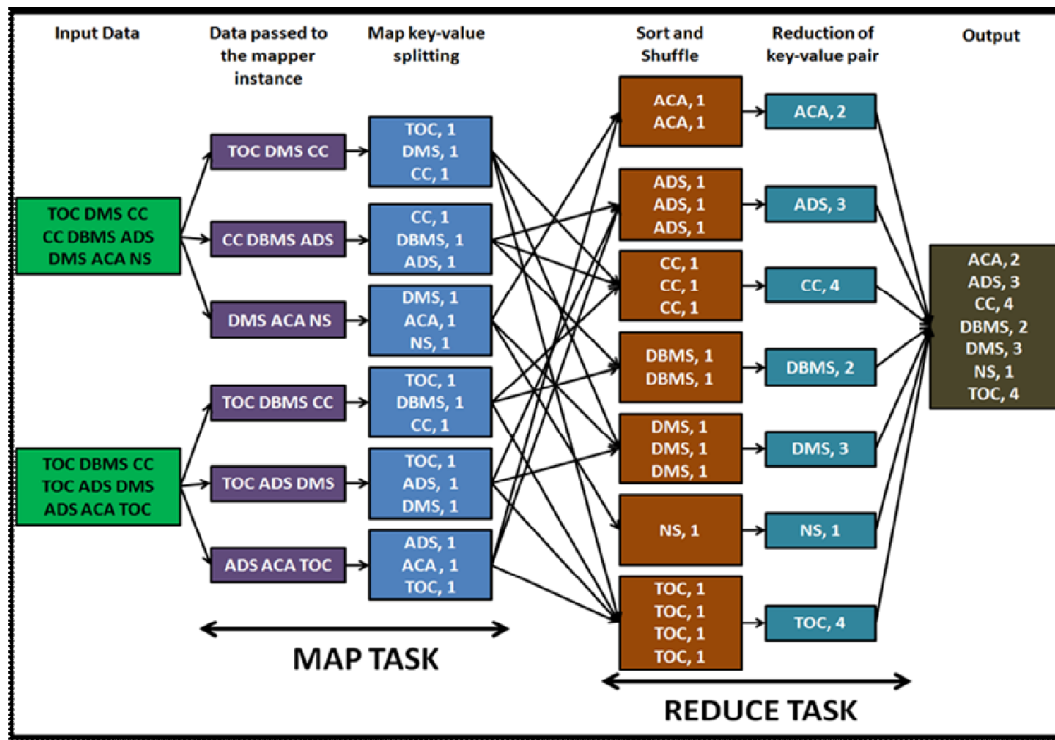 Input Data
Data passed to
the mapper
instance
Map key-value
splitting
Sort and
Shuffle
Reduction of
key-value pair
Output
TOC DMS CC
CC DBMS ADS
DMS ACA NS
TOC DBMS CC
TOC ADS DMS
ADS ACA TOC
TOC DMS CC
CC DBMS ADS
DMS ACA NS
TOC DBMS CC
TOC ADS DMS
ADS ACA TOC
TOC, 1
DMS, 1
CC, 1
CC, 1
DBMS, 1
ADS, 1
DMS, 1
ACA, 1
NS, 1
TOC, 1
DBMS, 1
CC, 1
TOC, 1
ADS, 1
DMS, 1
ADS, 1
ACA, 1
TOC, 1
MAP TASK
ACA, 1
ACA, 1
ADS, 1
ADS, 1
ADS, 1
CC, 1
CC, 1
CC, 1
DBMS, 1
DBMS, 1
DMS, 1
DMS, 1
DMS, 1
NS, 1
TOC, 1
TOC, 1
TOC, 1
TOC, 1
ACA, 2
ADS, 3
CC, 4
DBMS, 2
DMS, 3
NS, 1
TOC, 4
REDUCE TASK
ACA, 2
ADS, 3
CC, 4
DBMS, 2
DMS, 3
NS, 1
TOC, 4